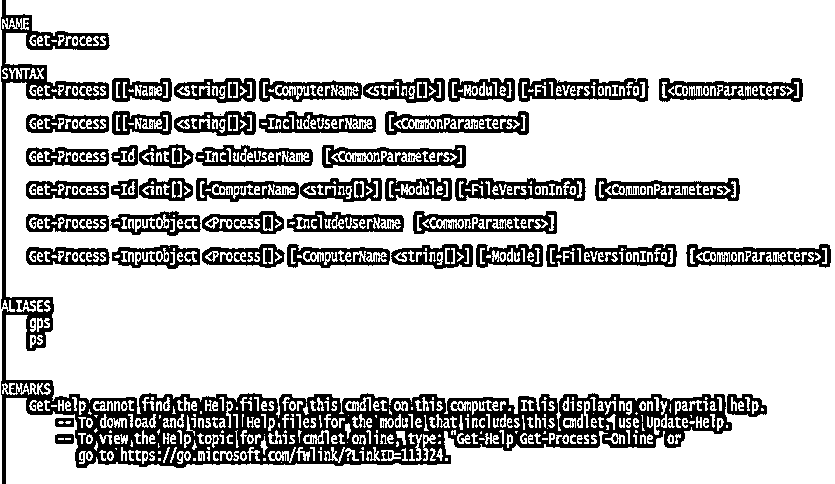 NAME
Get-Process
SYNTAX
Get-Process [[-Name] <string[]>] [-ComputerName <string[]>] [-Module] [-FileVersionInfo]  [<CommonParameters>]
Get-Process [[-Name] <string[]>] -IncludeUserName  [<CommonParameters>]
Get-Process -Id <int[]> -IncludeUserName  [<CommonParameters>]
Get-Process -Id <int[]> [-ComputerName <string[]>] [-Module] [-FileVersionInfo]  [<CommonParameters>]
Get-Process -InputObject <Process[]> -IncludeUserName  [<CommonParameters>]
Get-Process -InputObject <Process[]> [-ComputerName <string[]>] [-Module] [-FileVersionInfo]  [<CommonParameters>]
ALIASES
gps
ps
REMARKS
Get-Help cannot find the Help files for this cmdlet on this computer. It is displaying only partial help.
-- To download and install Help files for the module that includes this cmdlet, use Update-Help.
-- To view the Help topic for this cmdlet online, type: "Get-Help Get-Process -Online" or
go to https://go.microsoft.com/fwlink/?LinkID=113324.